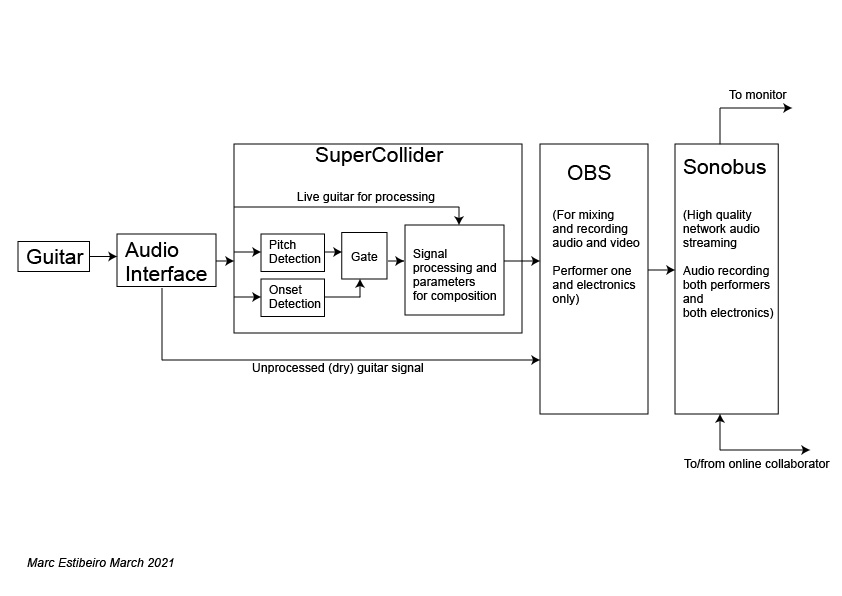 To monitor
SuperCollider
OBS
Sonobus
Live guitar for processing
(For mixing
and recording
audio and video
Performer one
and electronics
only)
(High quality
network audio
streaming
Audio recording
both performers
and
both electronics)
Guitar
Audio
Interface
Pitch
Detection
Gate
Onset
Detection
Signal
processing and
parameters
for composition
Unprocessed (dry) guitar signal
To/from online collaborator
Marc Estibeiro March 2021